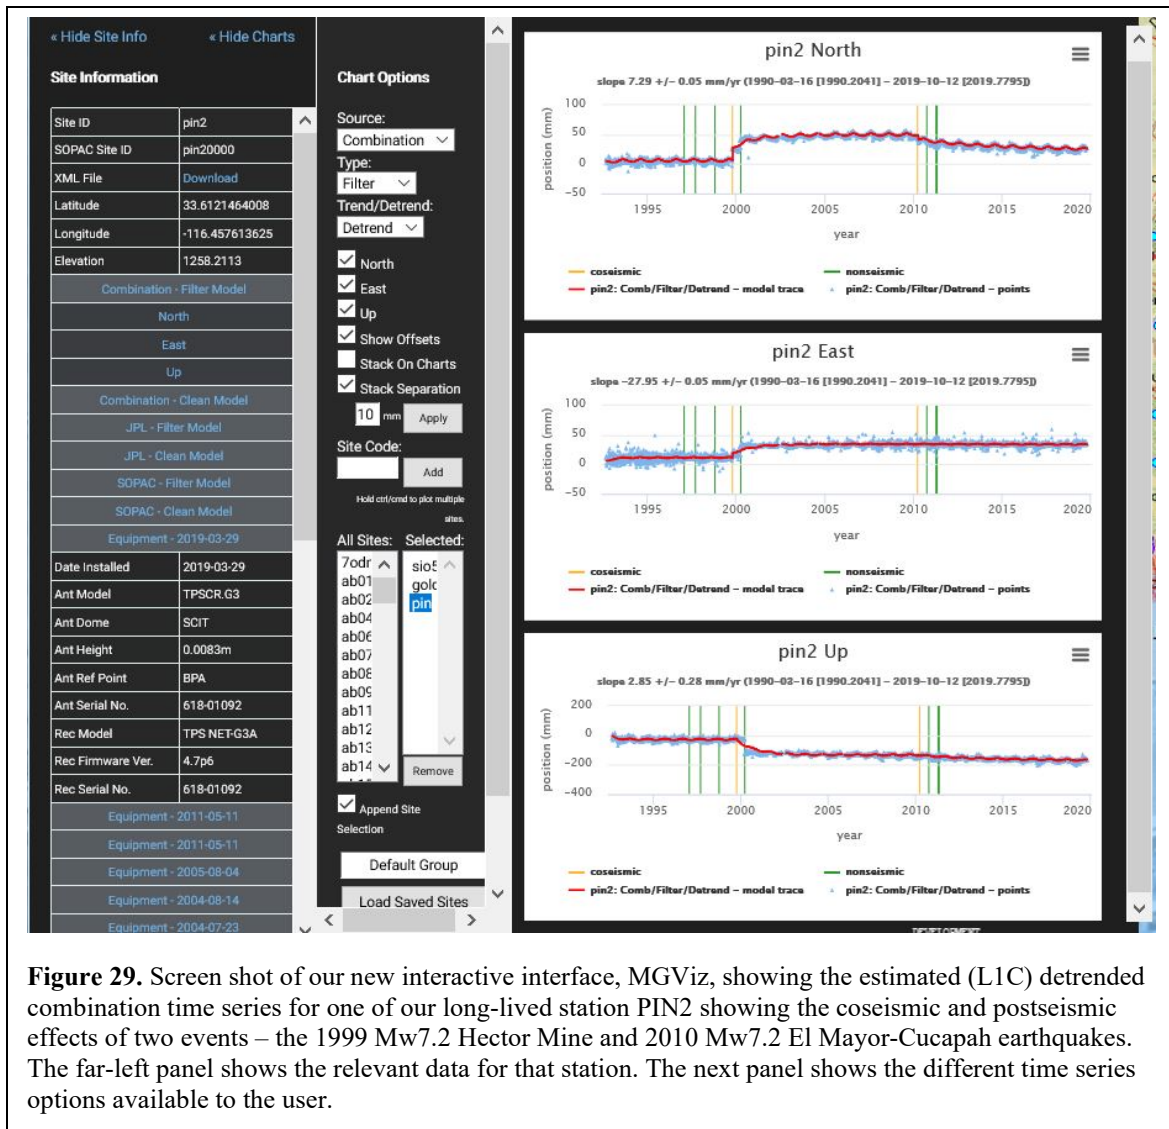 « Hide Site Info
« Hide Charts
Site Information
Site ID pin2
SOPAC Site ID pin20000
XML File Download
Latitude 33.6121464008
Longitude -116.457613625
Elevation 1258.2113
Combination - Filter Model
North
East
Up
Combination - Clean Model
JPL - Filter Model
JPL - Clean Model
SOPAC - Filter Model
SOPAC - Clean Model
Equipment - 2019-03-29
Date Installed 2019-03-29
Ant Model TPSCR.G3
Ant Dome SCIT
Ant Height 0.0083m
Ant Ref Point BPA
Ant Serial No. 618-01092
Rec Model TPS NET-G3A
Rec Firmware Ver. 4.7p6
Rec Serial No. 618-01092
Equipment - 2011-05-11
Equipment - 2011-05-11
Equipment - 2005-08-04
Equipment - 2004-08-14
Equipment - 2004-07-23
Chart Options
Source:
Combination
Type:
Filter
Trend/Detrend:
Detrend
North
East
Up
Show Offsets
Stack On Charts
Stack Separation
10 mm Apply
Site Code:
Add
Hold ctrl/cmd to plot multiple
sites.
All Sites: Selected:
7odr
ab01
ab02
ab04
ab06
ab07
ab08
ab09
ab11
ab12
ab13
ab14
sio5
gold
pin
Remove
Append Site
Selection
Default Group
Load Saved Sites
pin2 North
slope 7.29 +/- 0.05 mm/yr (1990-03-16 [1990.2041] - 2019-10-12 [2019.7795])
position (mm)
100
50
0
-50
1995 2000 2005 2010 2015 2020
year
coseismic nonseismic
pin2: Comb/Filter/Detrend - model trace pin2: Comb/Filter/Detrend - points
pin2 East
slope -27.95 +/- 0.05 mm/yr (1990-03-16 [1990.2041] - 2019-10-12 [2019.7795])
position (mm)
100
50
0
-50
1995 2000 2005 2010 2015 2020
year
coseismic nonseismic
pin2: Comb/Filter/Detrend - model trace pin2: Comb/Filter/Detrend - points
pin2 Up
slope 2.85 +/- 0.28 mm/yr (1990-03-16 [1990.2041] - 2019-10-12 [2019.7795])
position (mm)
200
0
-200
-400
1995 2000 2005 2010 2015 2020
year
coseismic nonseismic
pin2: Comb/Filter/Detrend - model trace pin2: Comb/Filter/Detrend - points
Figure 29. Screen shot of our new interactive interface, MGViz, showing the estimated (L1C) detrended
combination time series for one of our long-lived station PIN2 showing the coseismic and postseismic
effects of two events – the 1999 Mw7.2 Hector Mine and 2010 Mw7.2 El Mayor-Cucapah earthquakes.
The far-left panel shows the relevant data for that station. The next panel shows the different time series
options available to the user.